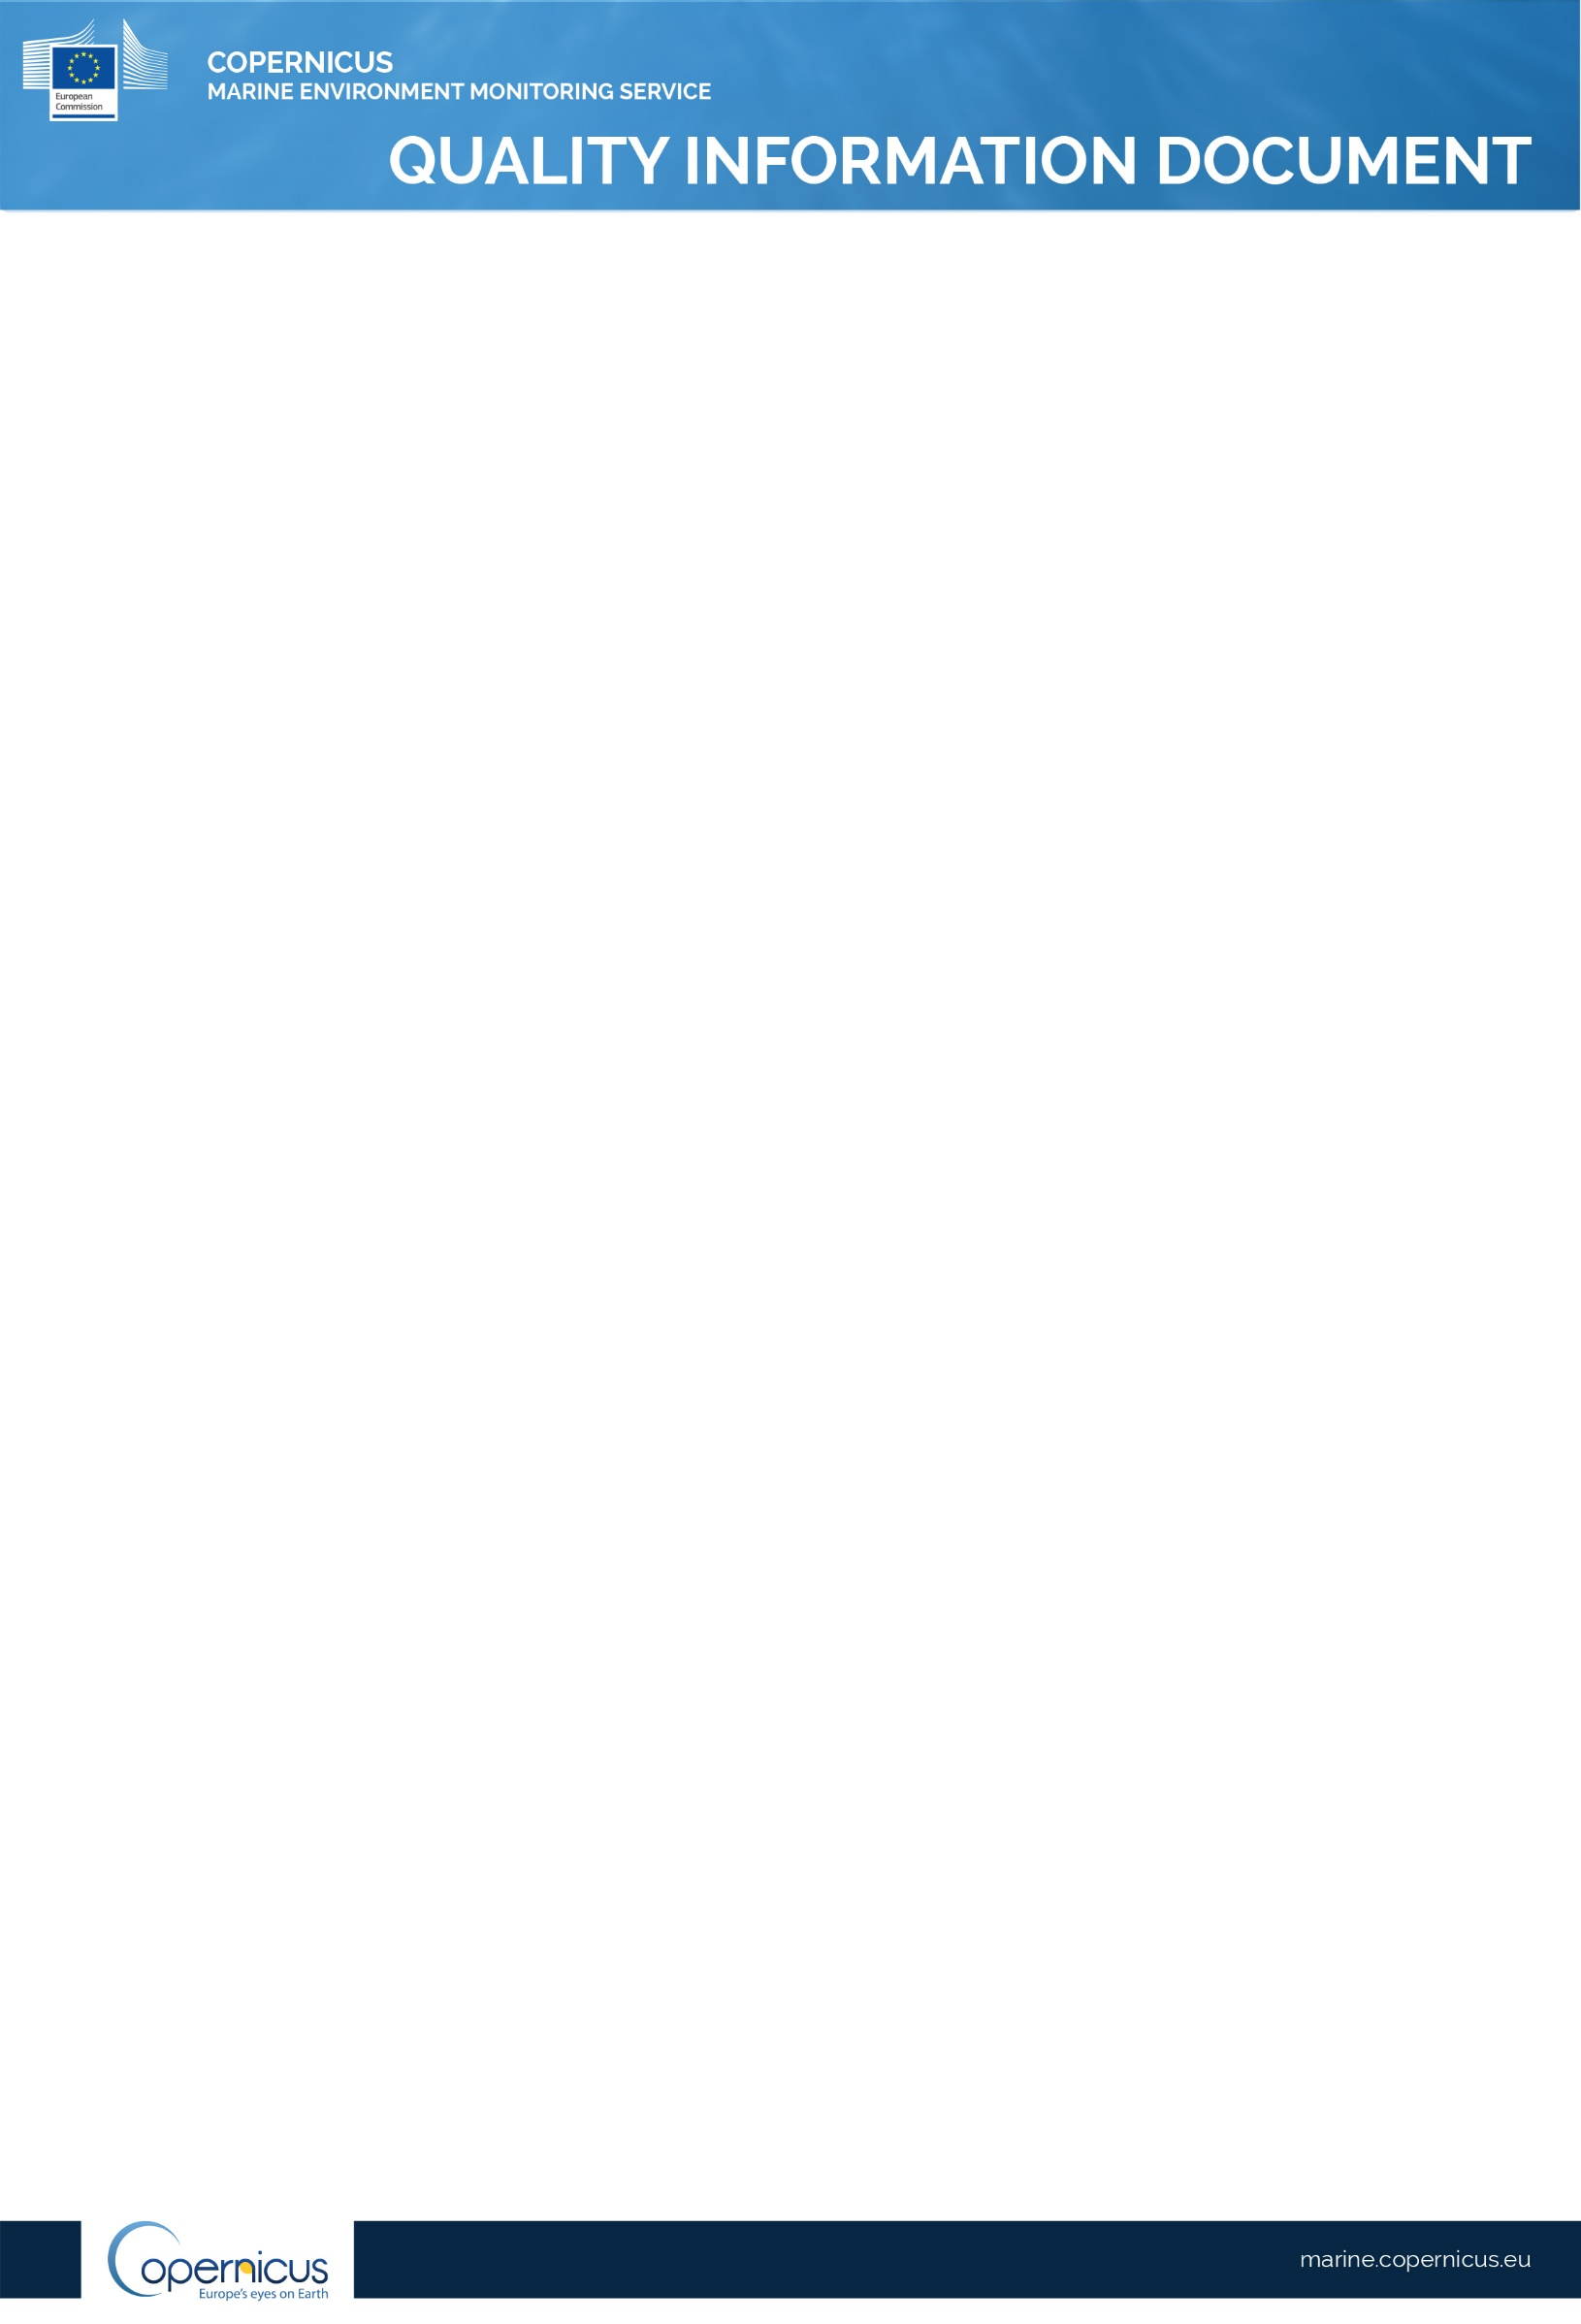 COPERNICUS
MARINE ENVIRONMENT MONITORING SERVICE
European
Commission
QUALITY INFORMATION DOCUMENT
opernicus
Europe's eyes on Earth
marine.copernicus.eu